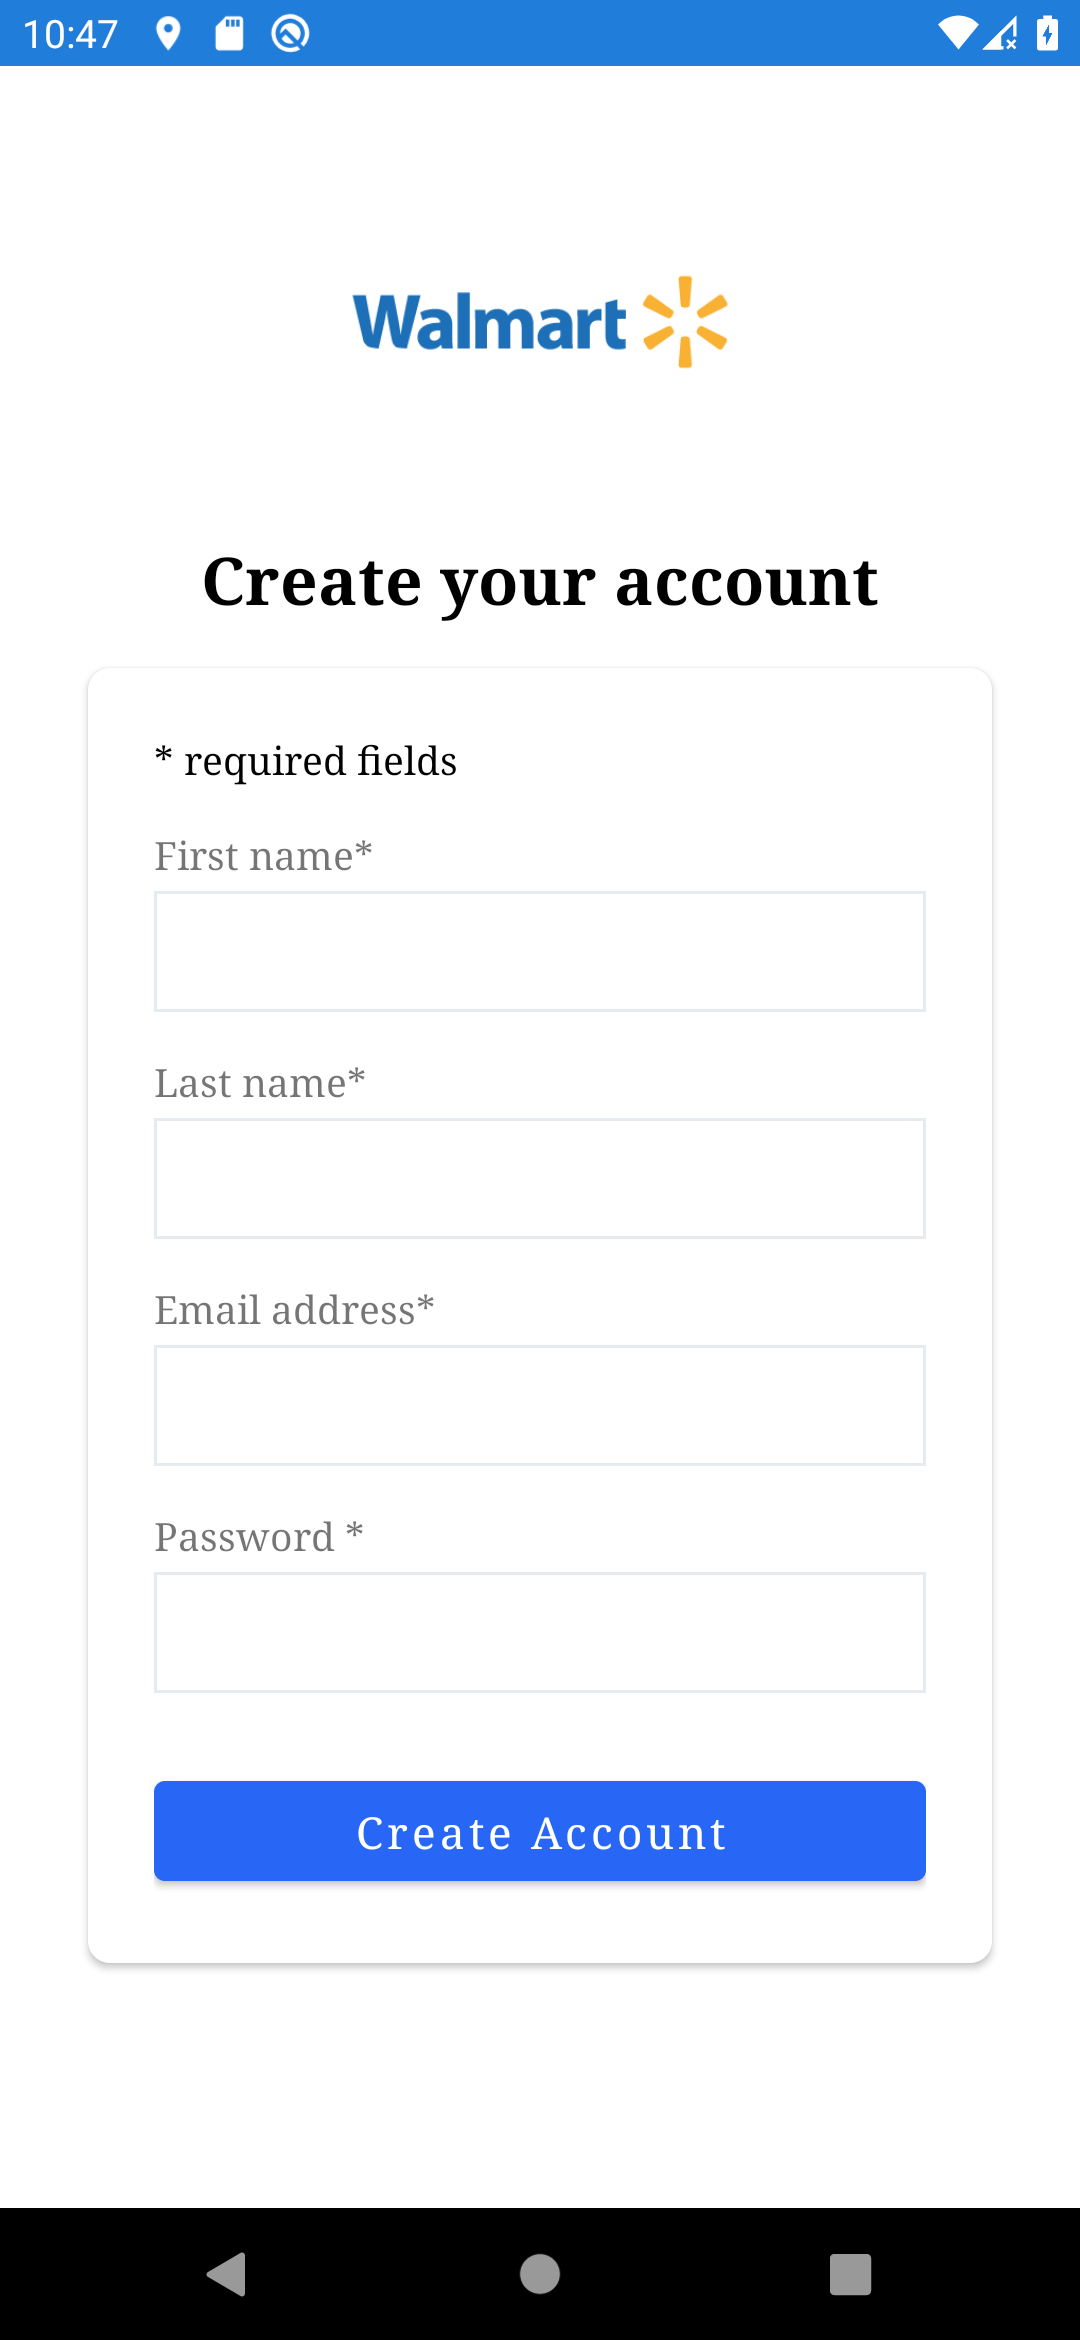 10:47
Walmart
Create your account
* required fields
First name*
Last name*
Email address*
Password *
Create Account